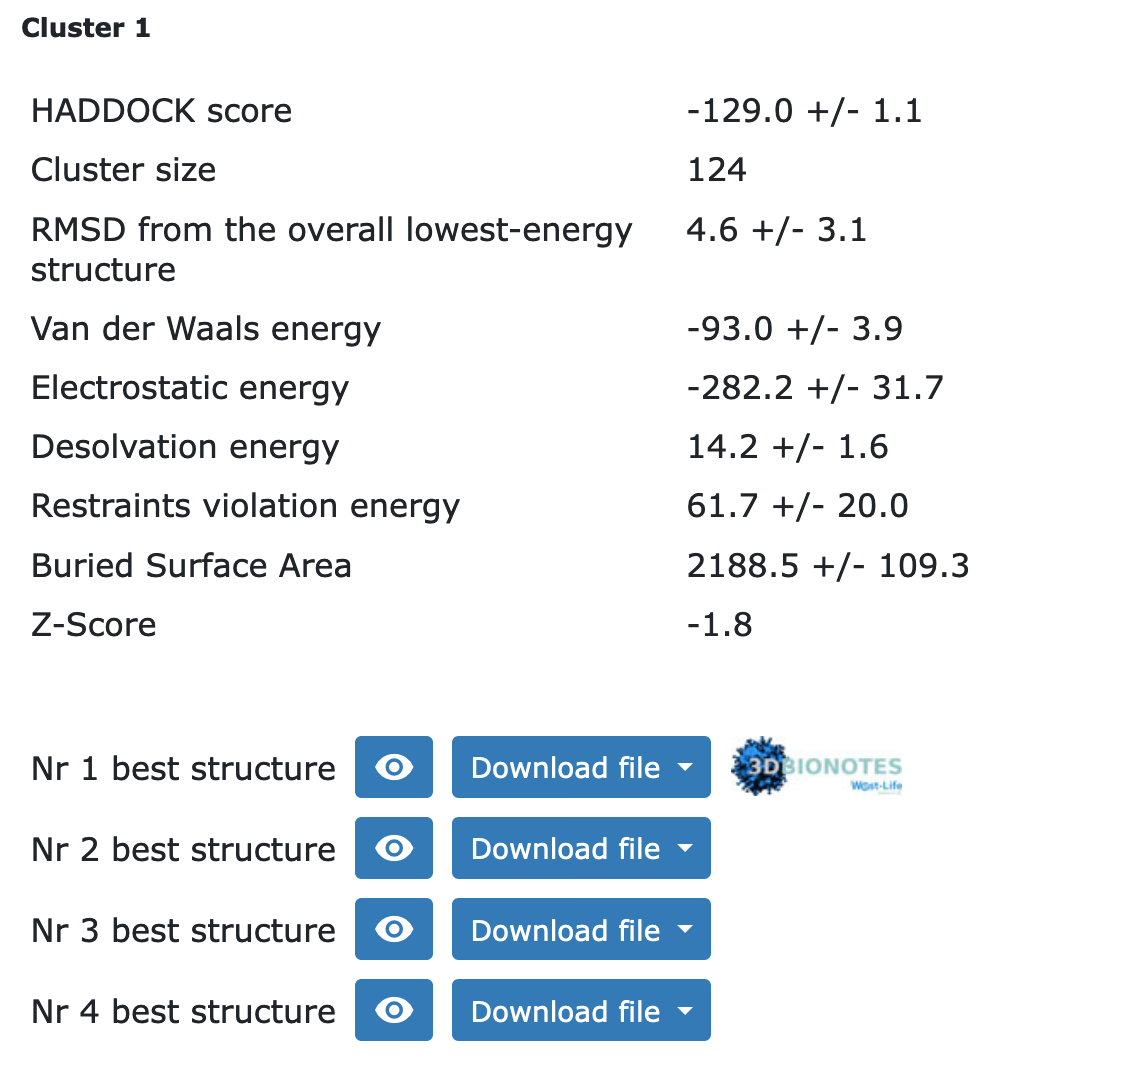 Cluster 1
HADDOCK score -129.0 +/- 1.1
Cluster size 124
RMSD from the overall lowest-energy 4.6 +/- 3.1
structure
Van der Waals energy -93.0 +/- 3.9
Electrostatic energy -282.2 +/- 31.7
Desolvation energy 14.2 +/- 1.6
Restraints violation energy 61.7 +/- 20.0
Buried Surface Area 2188.5 +/- 109.3
Z-Score -1.8
Nr 1 best structure Download file 3DBIONOTES
West-Life
Nr 2 best structure Download file
Nr 3 best structure Download file
Nr 4 best structure Download file